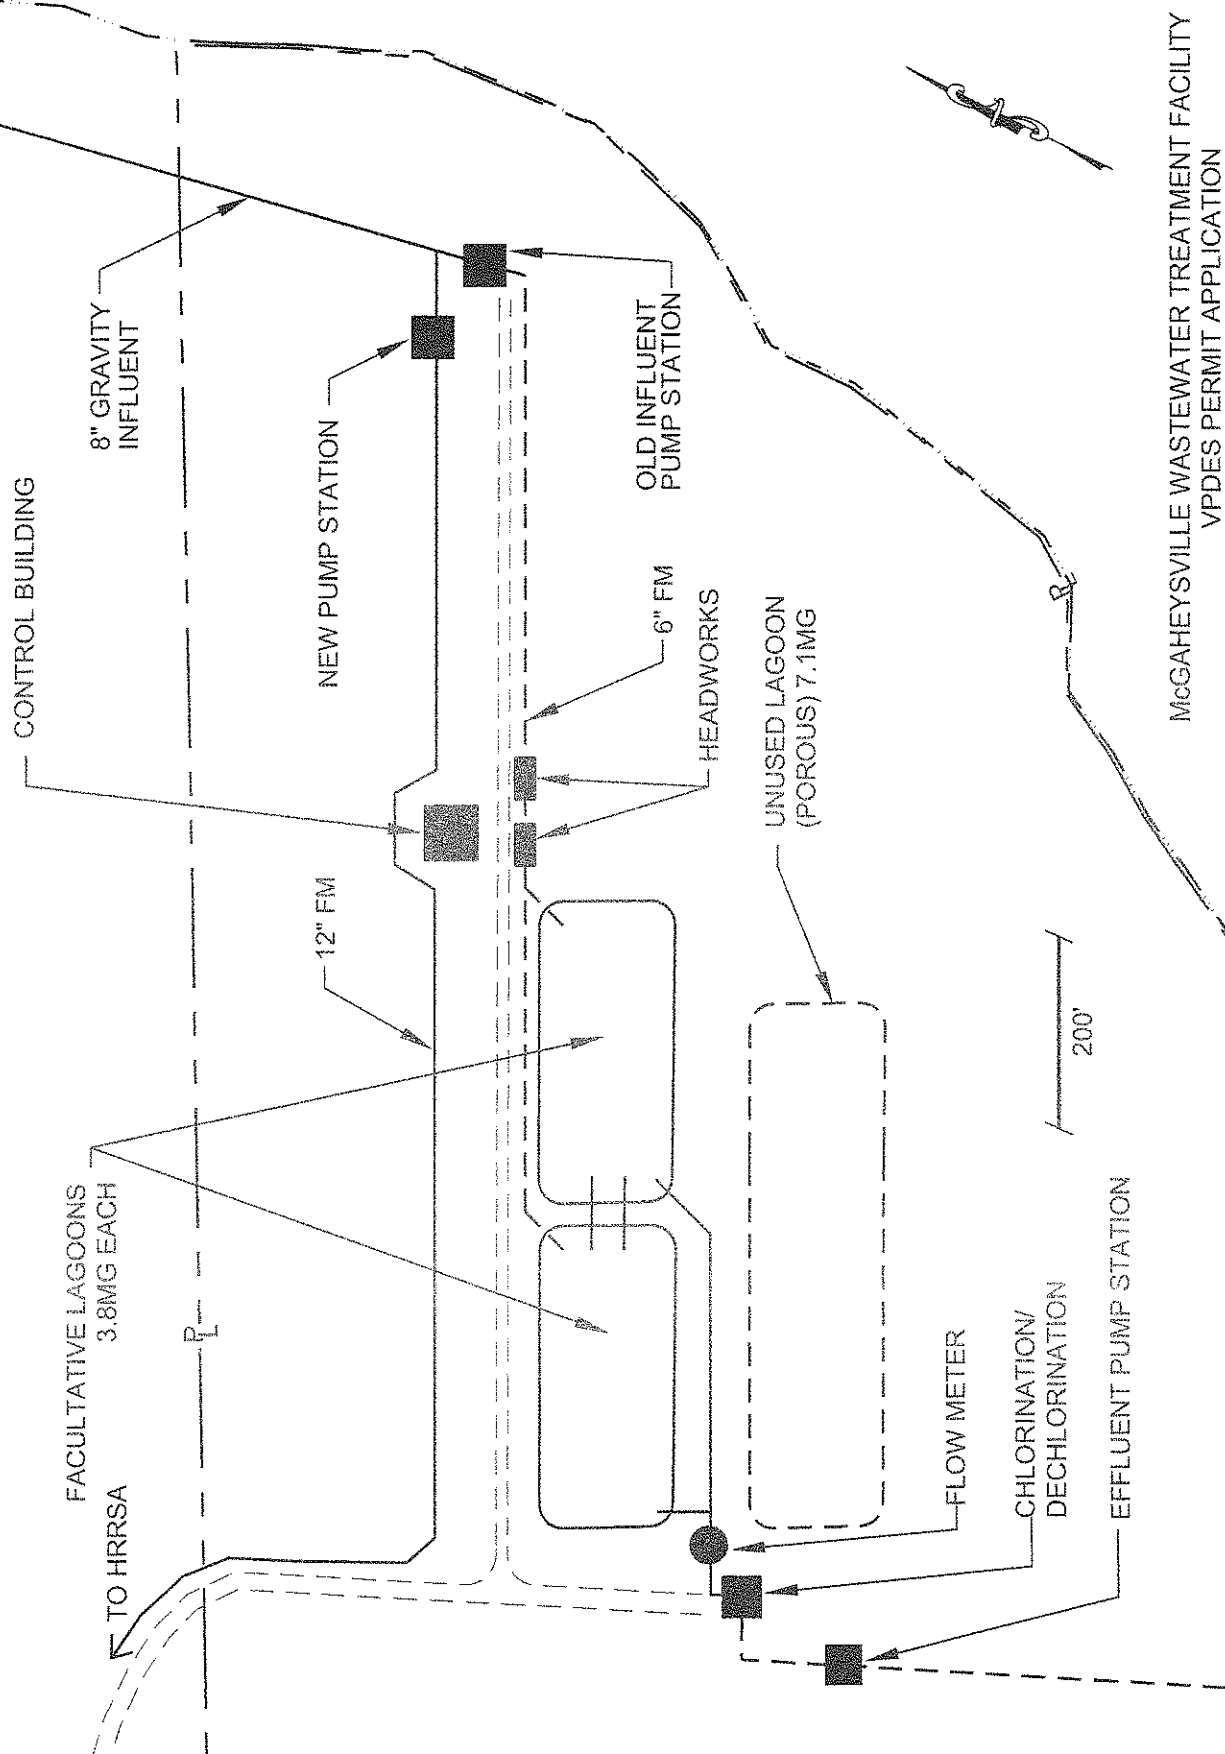 CONTROL BUILDING
8" GRAVITY
INFLUENT
NEW PUMP STATION
OLD INFLUENT
PUMP STATION
12" FM
6" FM
HEADWORKS
UNUSED LAGOON
(POROUS) 7.1MG
FACULTATIVE LAGOONS
3.8MG EACH
PL
TO HRRSA
200'
FLOW METER
CHLORINATION/
DECHLORINATION
EFFLUENT PUMP STATION
PL
McGAHEYSVILLE WASTEWATER TREATMENT FACILITY
VPDES PERMIT APPLICATION